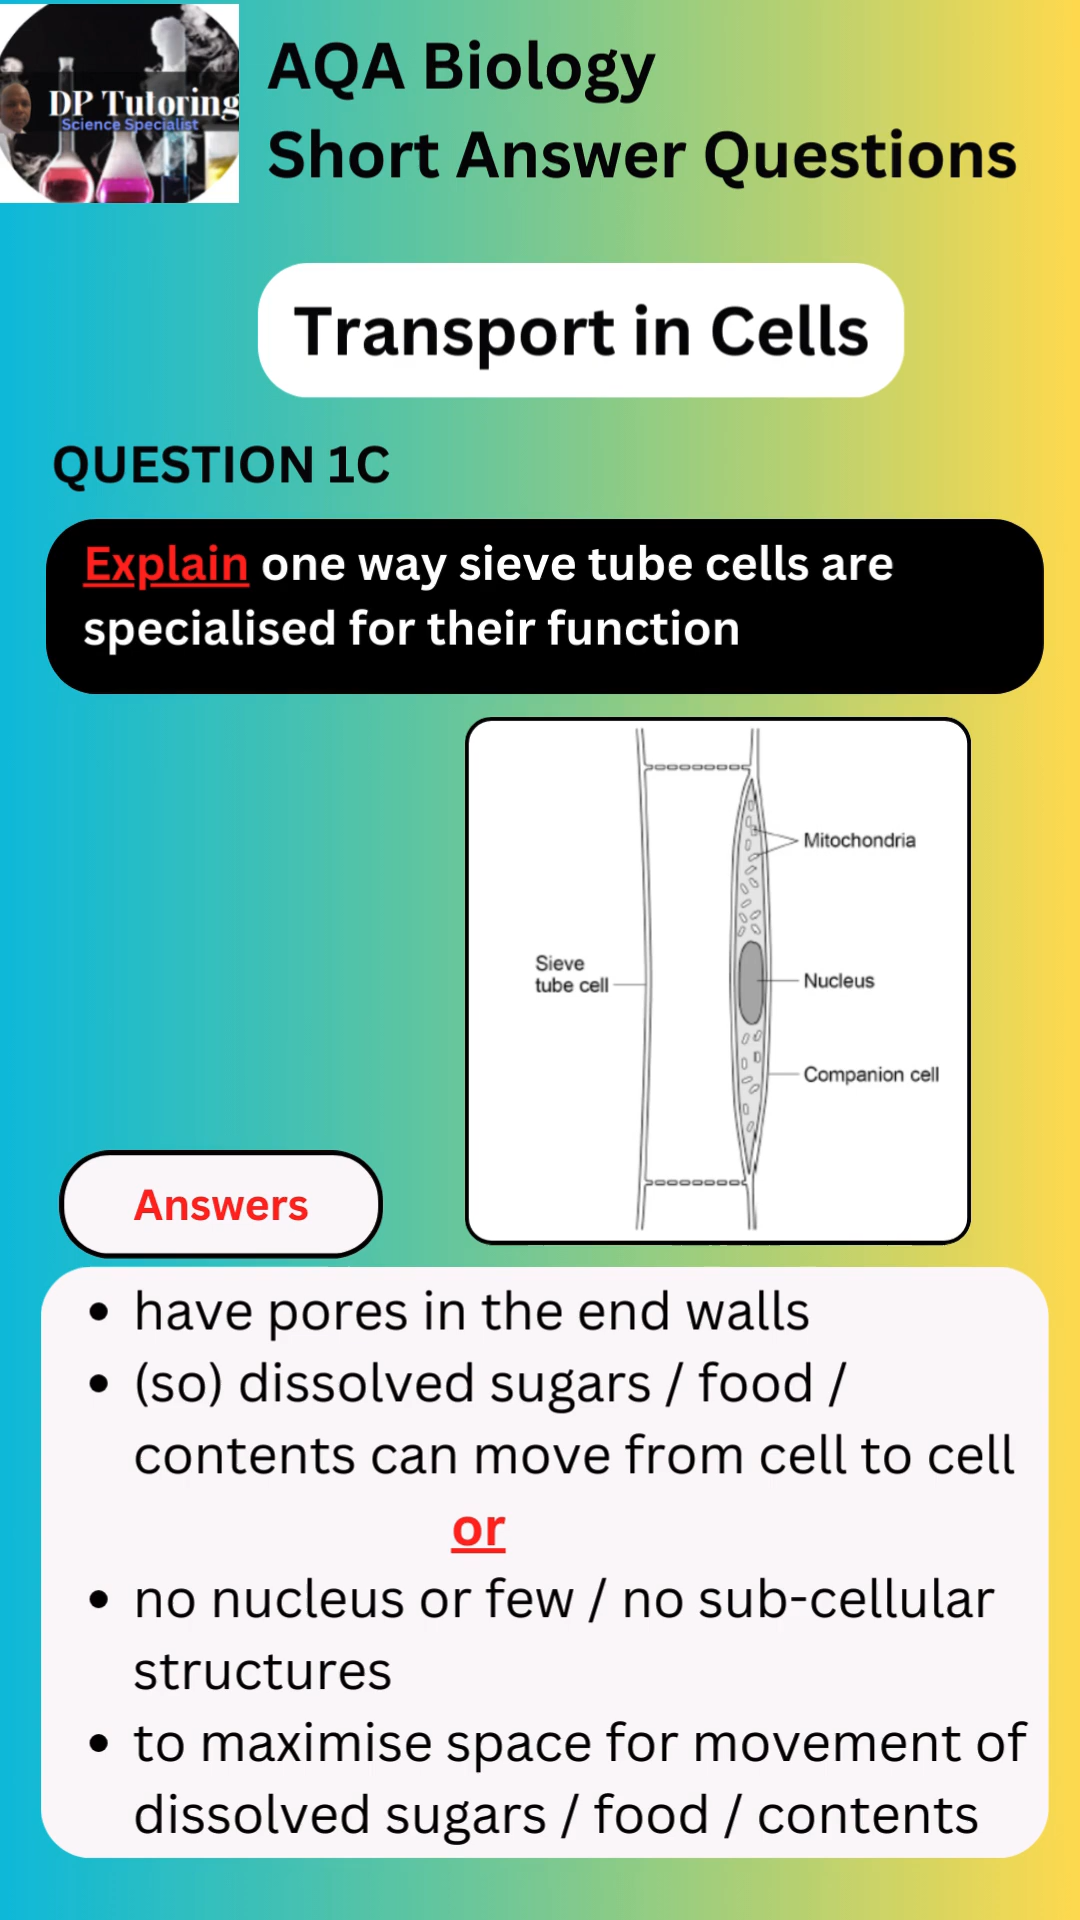 DP Tutoring
Science Specialist
AQA Biology
Short Answer Questions
Transport in Cells
QUESTION 1C
Explain one way sieve tube cells are
specialised for their function
Mitochondria
Sieve
tube cell
Nucleus
Companion cell
Answers
• have pores in the end walls
• (so) dissolved sugars / food /
contents can move from cell to cell
or
• no nucleus or few / no sub-cellular
structures
• to maximise space for movement of
dissolved sugars / food / contents